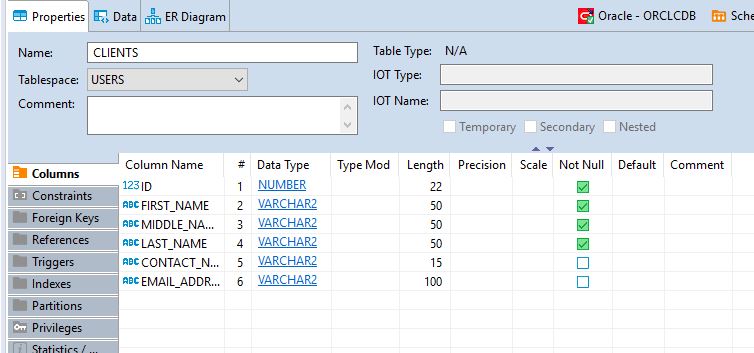 Properties Data ER Diagram Oracle - ORCLCDB Sche
Name: CLIENTS Table Type: N/A
Tablespace: USERS IOT Type:
Comment: IOT Name:
Temporary Secondary Nested
Column Name # Data Type Type Mod Length Precision Scale Not Null Default Comment
Columns
Constraints
Foreign Keys
References
Triggers
Indexes
Partitions
Privileges
Statistics / ...
123 ID 1 NUMBER 22
ABC FIRST_NAME 2 VARCHAR2 50
ABC MIDDLE_NA... 3 VARCHAR2 50
ABC LAST_NAME 4 VARCHAR2 50
ABC CONTACT_N... 5 VARCHAR2 15
ABC EMAIL_ADDR... 6 VARCHAR2 100